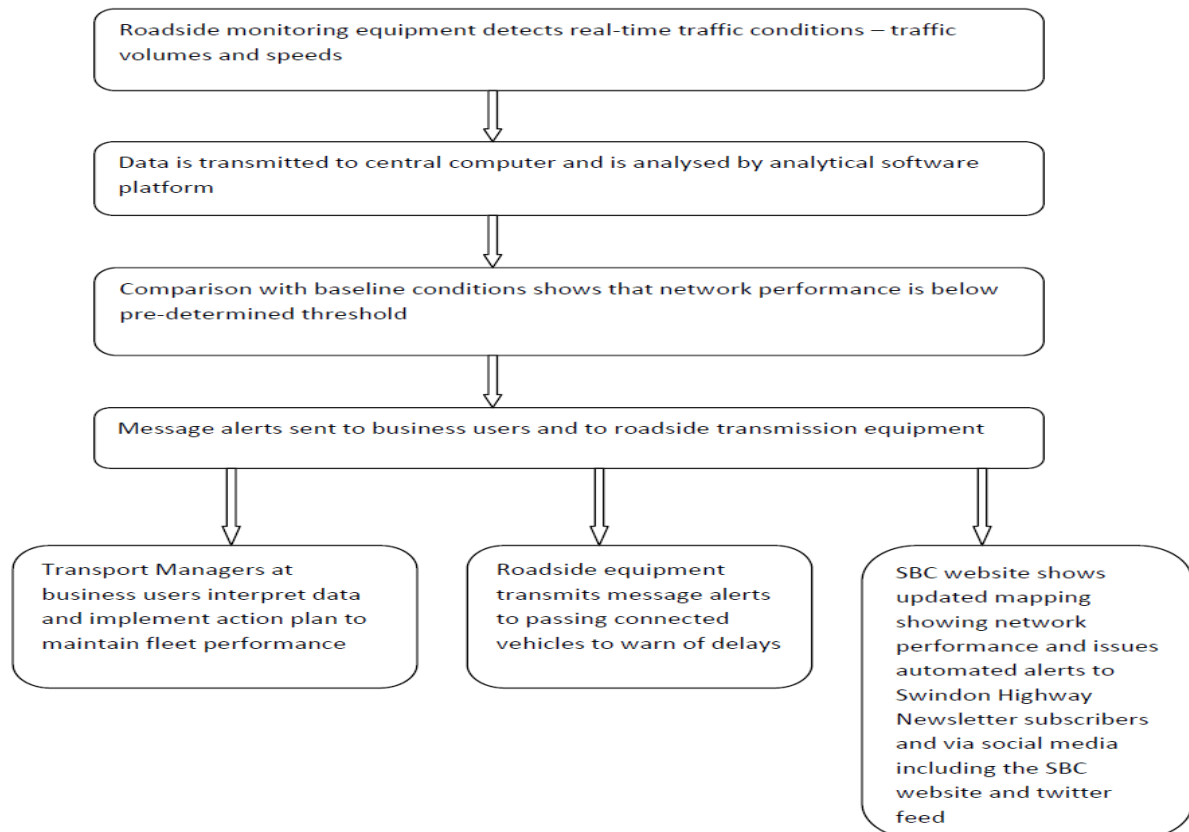 Roadside monitoring equipment detects real-time traffic conditions – traffic
volumes and speeds
Data is transmitted to central computer and is analysed by analytical software
platform
Comparison with baseline conditions shows that network performance is below
pre-determined threshold
Message alerts sent to business users and to roadside transmission equipment
Transport Managers at
business users interpret data
and implement action plan to
maintain fleet performance
Roadside equipment
transmits message alerts
to passing connected
vehicles to warn of delays
SBC website shows
updated mapping
showing network
performance and issues
automated alerts to
Swindon Highway
Newsletter subscribers
and via social media
including the SBC
website and twitter
feed